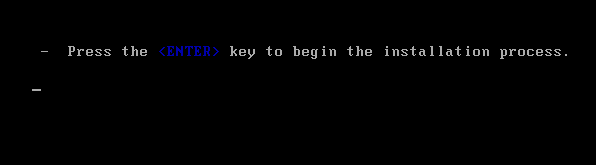 - Press the <ENTER> key to begin the installation process.